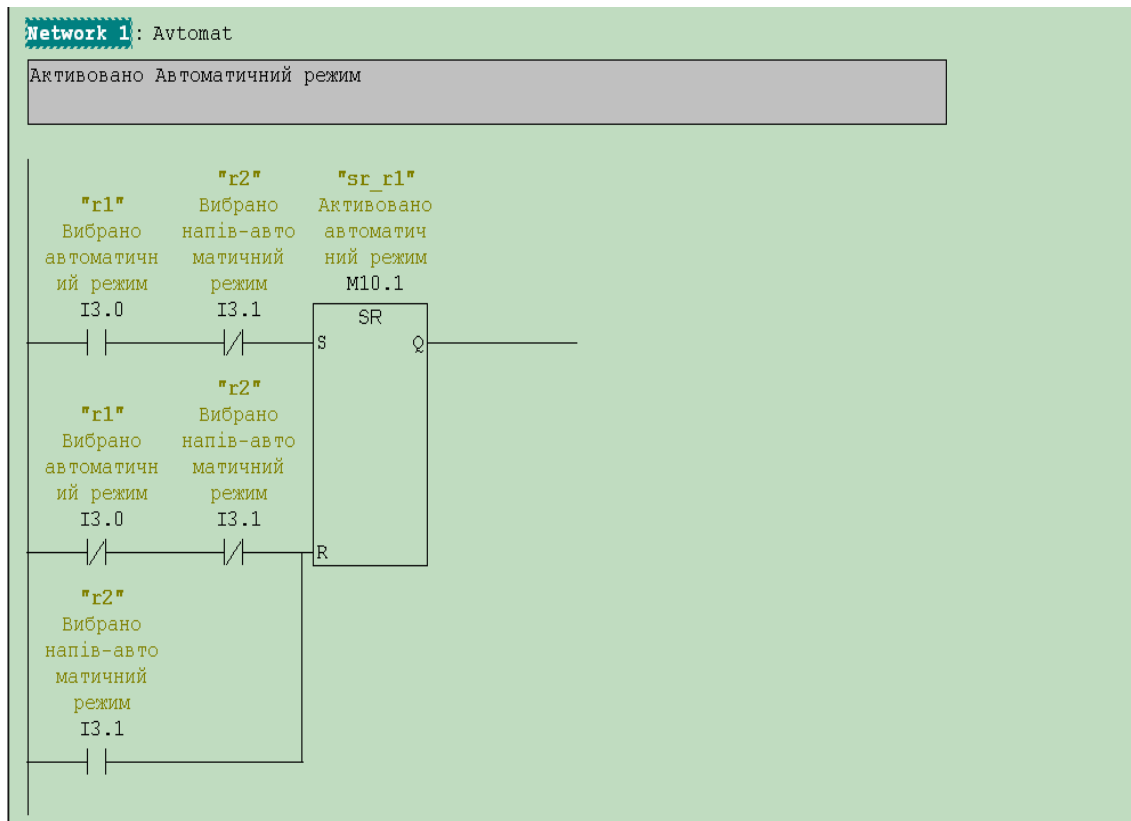 Network 1: Avtomat
Активовано Автоматичний режим
"r1"
Вибрано
автоматичн
ий режим
I3.0
"r2"
Вибрано
напів-авто
матичний
режим
I3.1
"sr_r1"
Активовано
автоматич
ний режим
M10.1
SR
S
Q
"r1"
Вибрано
автоматичн
ий режим
I3.0
"r2"
Вибрано
напів-авто
матичний
режим
I3.1
R
"r2"
Вибрано
напів-авто
матичний
режим
I3.1